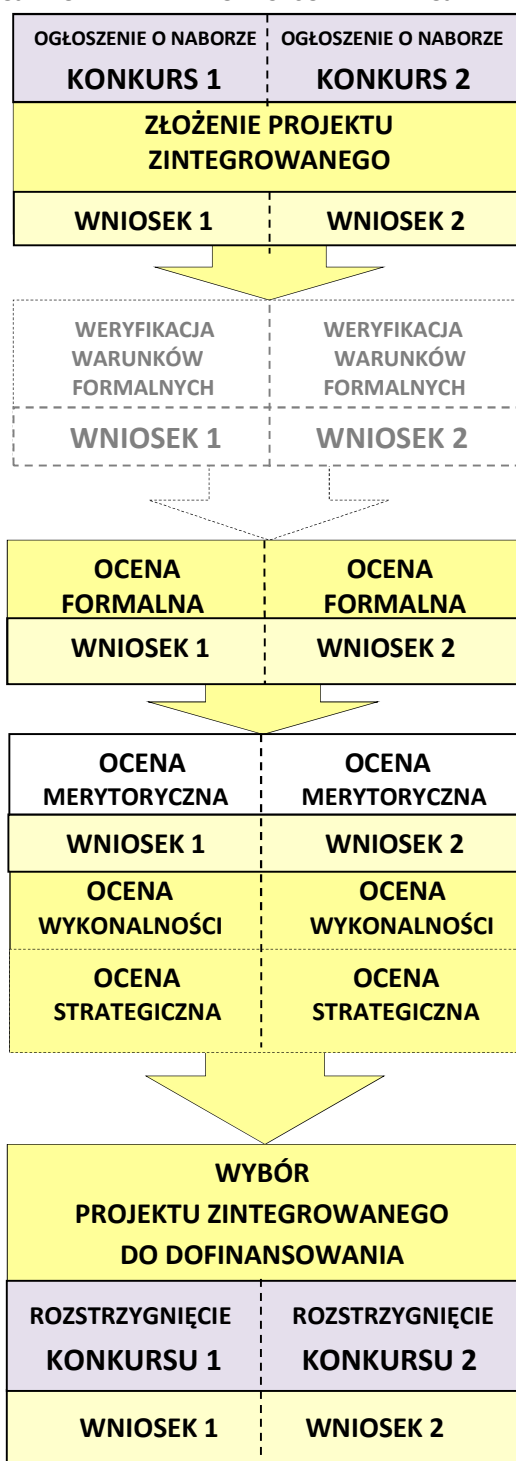 OGŁOSZENIE O NABORZE OGŁOSZENIE O NABORZE
KONKURS 1 KONKURS 2
ZŁOŻENIE PROJEKTU
ZINTEGROWANEGO
WNIOSEK 1 WNIOSEK 2
WERYFIKACJA WERYFIKACJA
WARUNKÓW WARUNKÓW
FORMALNYCH FORMALNYCH
WNIOSEK 1 WNIOSEK 2
OCENA OCENA
FORMALNA FORMALNA
WNIOSEK 1 WNIOSEK 2
OCENA OCENA
MERYTORYCZNA MERYTORYCZNA
WNIOSEK 1 WNIOSEK 2
OCENA OCENA
WYKONALNOŚCI WYKONALNOŚCI
OCENA OCENA
STRATEGICZNA STRATEGICZNA
WYBÓR
PROJEKTU ZINTEGROWANEGO
DO DOFINANSOWANIA
ROZSTRZYGNIĘCIE ROZSTRZYGNIĘCIE
KONKURSU 1 KONKURSU 2
WNIOSEK 1 WNIOSEK 2